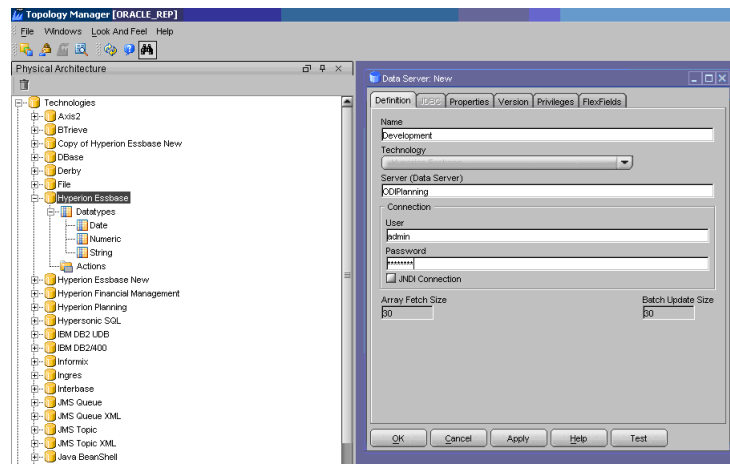 Topology Manager [ORACLE_REP]
File Windows Look And Feel Help
Physical Architecture
Technologies
Axis2
BTrieve
Copy of Hyperion Essbase New
DBase
Derby
File
Hyperion Essbase
Datatypes
Date
Numeric
String
Actions
Hyperion Essbase New
Hyperion Financial Management
Hyperion Planning
Hypersonic SQL
IBM DB2 UDB
IBM DB2/400
Informix
Ingres
Interbase
JMS Queue
JMS Queue XML
JMS Topic
JMS Topic XML
Java BeanShell
Data Server: New
Definition JDBC Properties Version Privileges FlexFields
Name
Development
Technology
Hyperion Essbase
Server (Data Server)
ODIPlanning
Connection
User
admin
Password
********
JNDI Connection
Array Fetch Size Batch Update Size
30 30
OK Cancel Apply Help Test